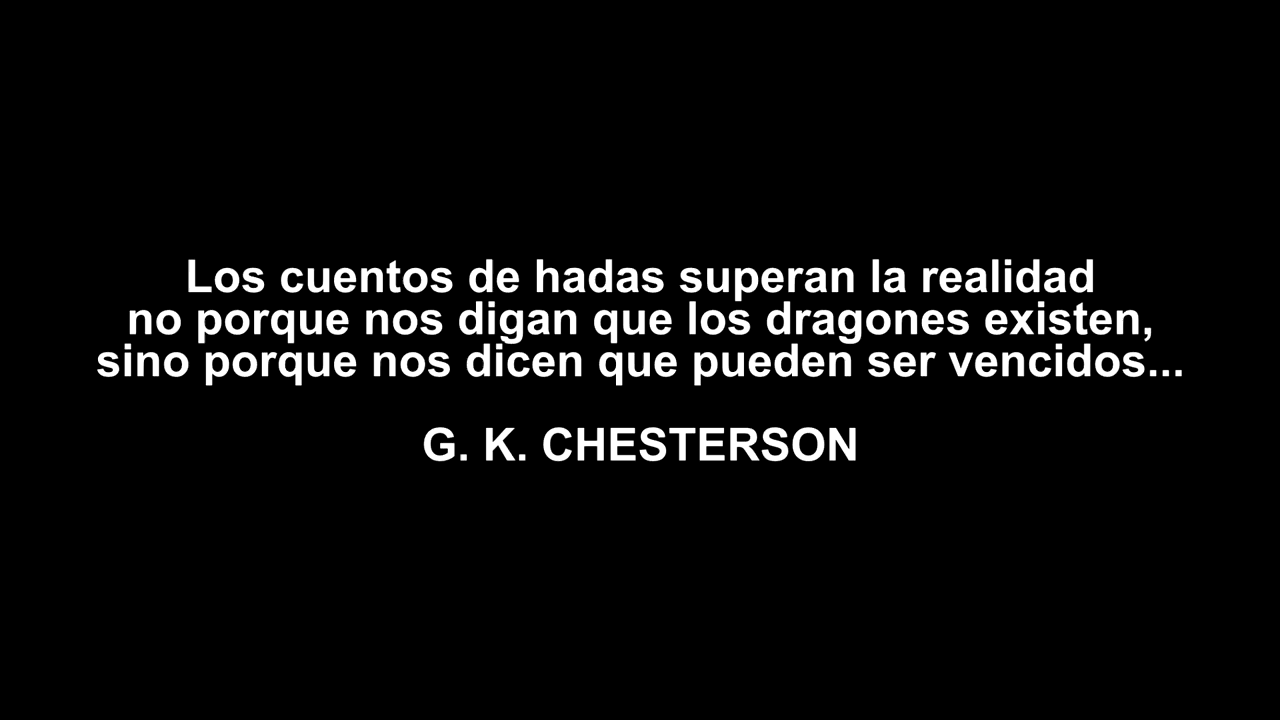 Los cuentos de hadas superan la realidad
no porque nos digan que los dragones existen,
sino porque nos dicen que pueden ser vencidos...
G. K. CHESTERSON